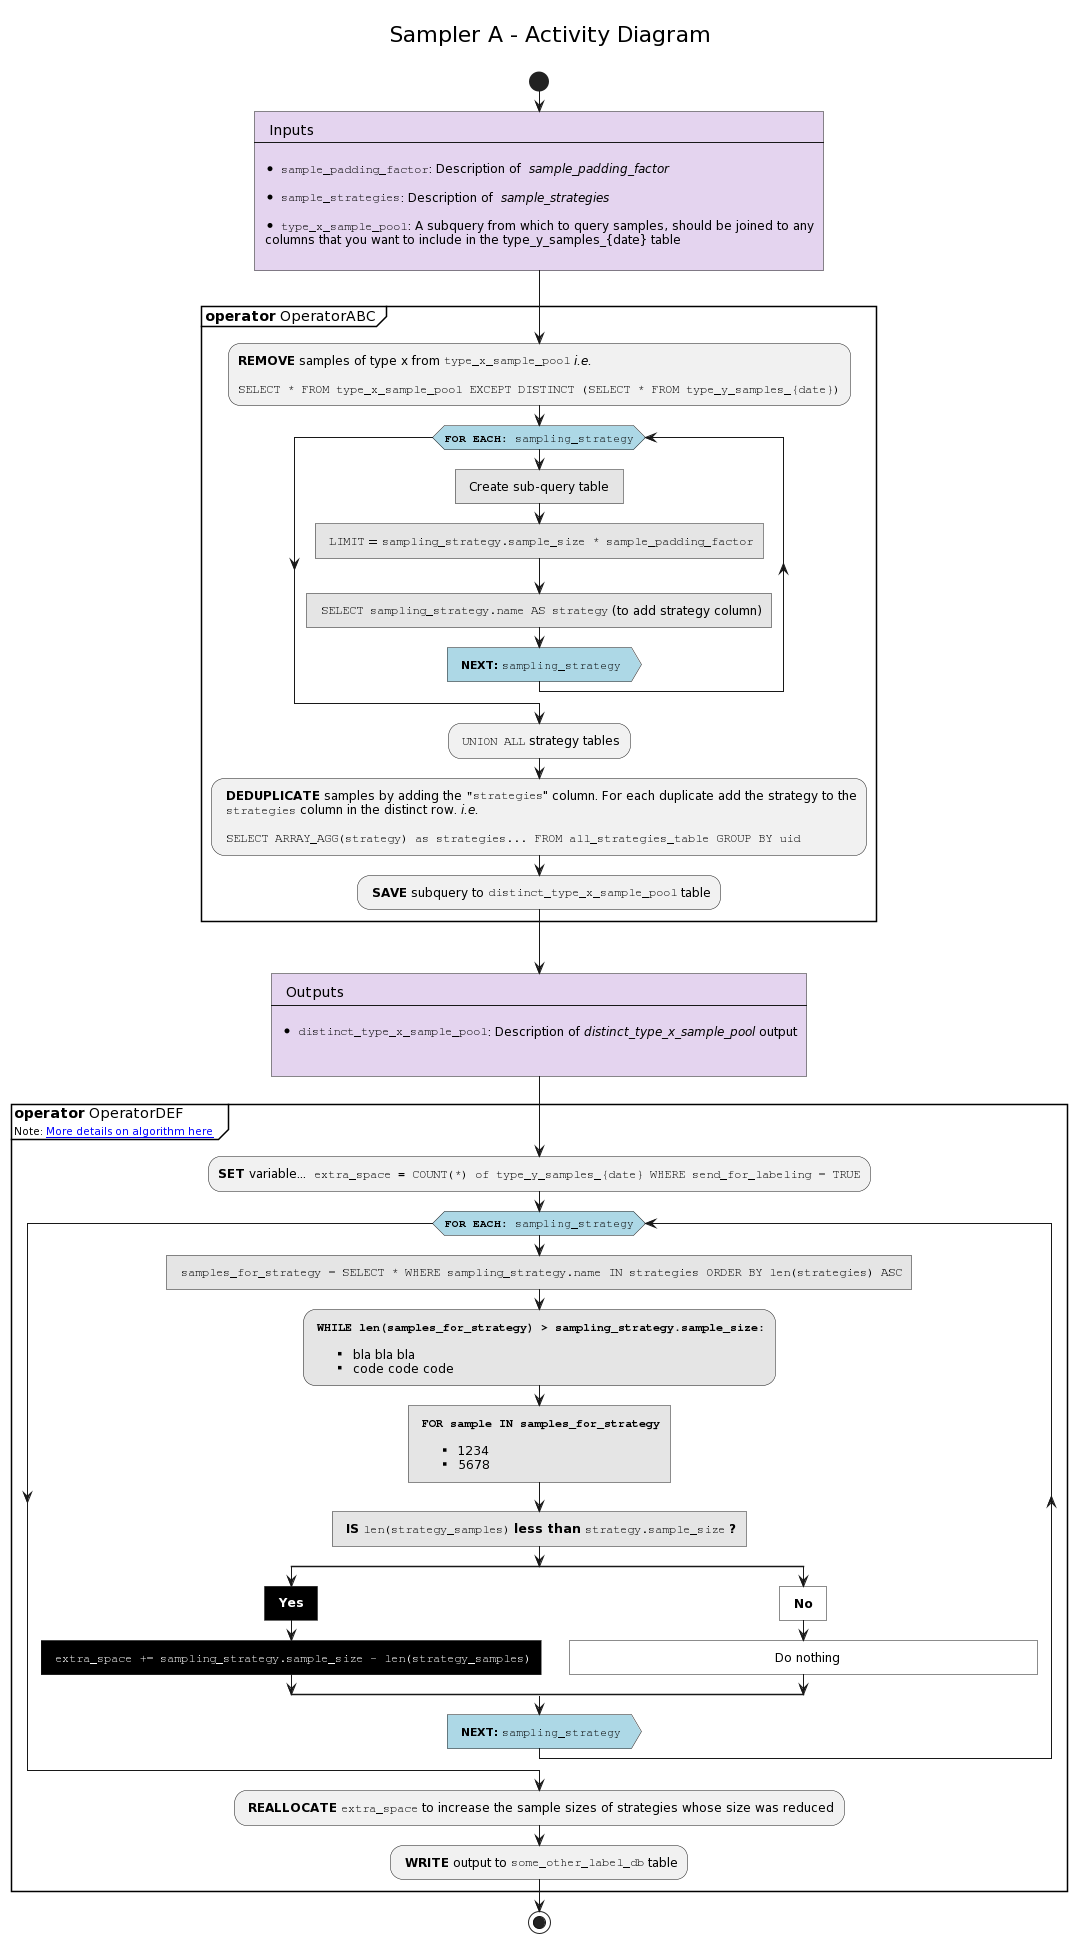 Sampler A - Activity Diagram
Inputs
• sample_padding_factor: Description of sample_padding_factor
• sample_strategies: Description of sample_strategies
• type_x_sample_pool: A subquery from which to query samples, should be joined to any
columns that you want to include in the type_y_samples_{date} table
operator OperatorABC
REMOVE samples of type x from type_x_sample_pool i.e.
SELECT * FROM type_x_sample_pool EXCEPT DISTINCT (SELECT * FROM type_y_samples_{date})
FOR EACH: sampling_strategy
Create sub-query table
LIMIT = sampling_strategy.sample_size * sample_padding_factor
SELECT sampling_strategy.name AS strategy (to add strategy column)
NEXT: sampling_strategy
UNION ALL strategy tables
DEDUPLICATE samples by adding the "strategies" column. For each duplicate add the strategy to the
strategies column in the distinct row. i.e.
SELECT ARRAY_AGG(strategy) as strategies... FROM all_strategies_table GROUP BY uid
SAVE subquery to distinct_type_x_sample_pool table
Outputs
• distinct_type_x_sample_pool: Description of distinct_type_x_sample_pool output
operator OperatorDEF
Note: More details on algorithm here
SET variable... extra_space = COUNT(*) of type_y_samples_{date} WHERE send_for_labeling = TRUE
FOR EACH: sampling_strategy
samples_for_strategy = SELECT * WHERE sampling_strategy.name IN strategies ORDER BY len(strategies) ASC
WHILE len(samples_for_strategy) > sampling_strategy.sample_size:
▪ bla bla bla
▪ code code code
FOR sample IN samples_for_strategy
▪ 1234
▪ 5678
IS len(strategy_samples) less than strategy.sample_size ?
Yes
No
extra_space += sampling_strategy.sample_size - len(strategy_samples)
Do nothing
NEXT: sampling_strategy
REALLOCATE extra_space to increase the sample sizes of strategies whose size was reduced
WRITE output to some_other_label_db table